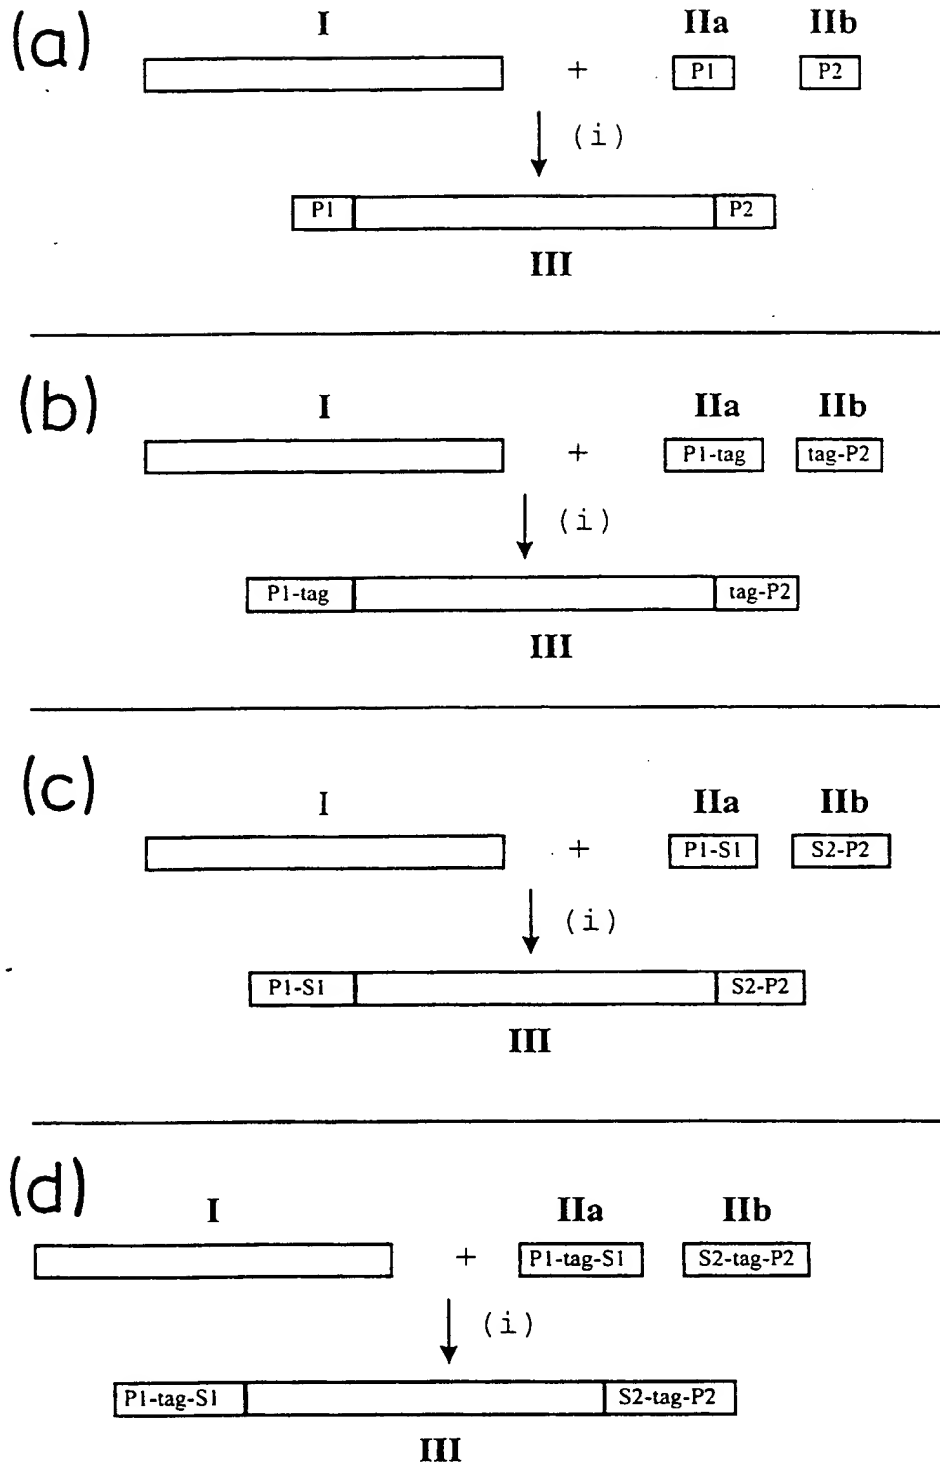 (a) I IIa IIb
+ P1 P2
(i)
P1 P2
III
(b) I IIa IIb
+ P1-tag tag-P2
(i)
P1-tag tag-P2
III
(c) I IIa IIb
+ P1-S1 S2-P2
(i)
P1-S1 S2-P2
III
(d) I IIa IIb
+ P1-tag-S1 S2-tag-P2
(i)
P1-tag-S1 S2-tag-P2
III